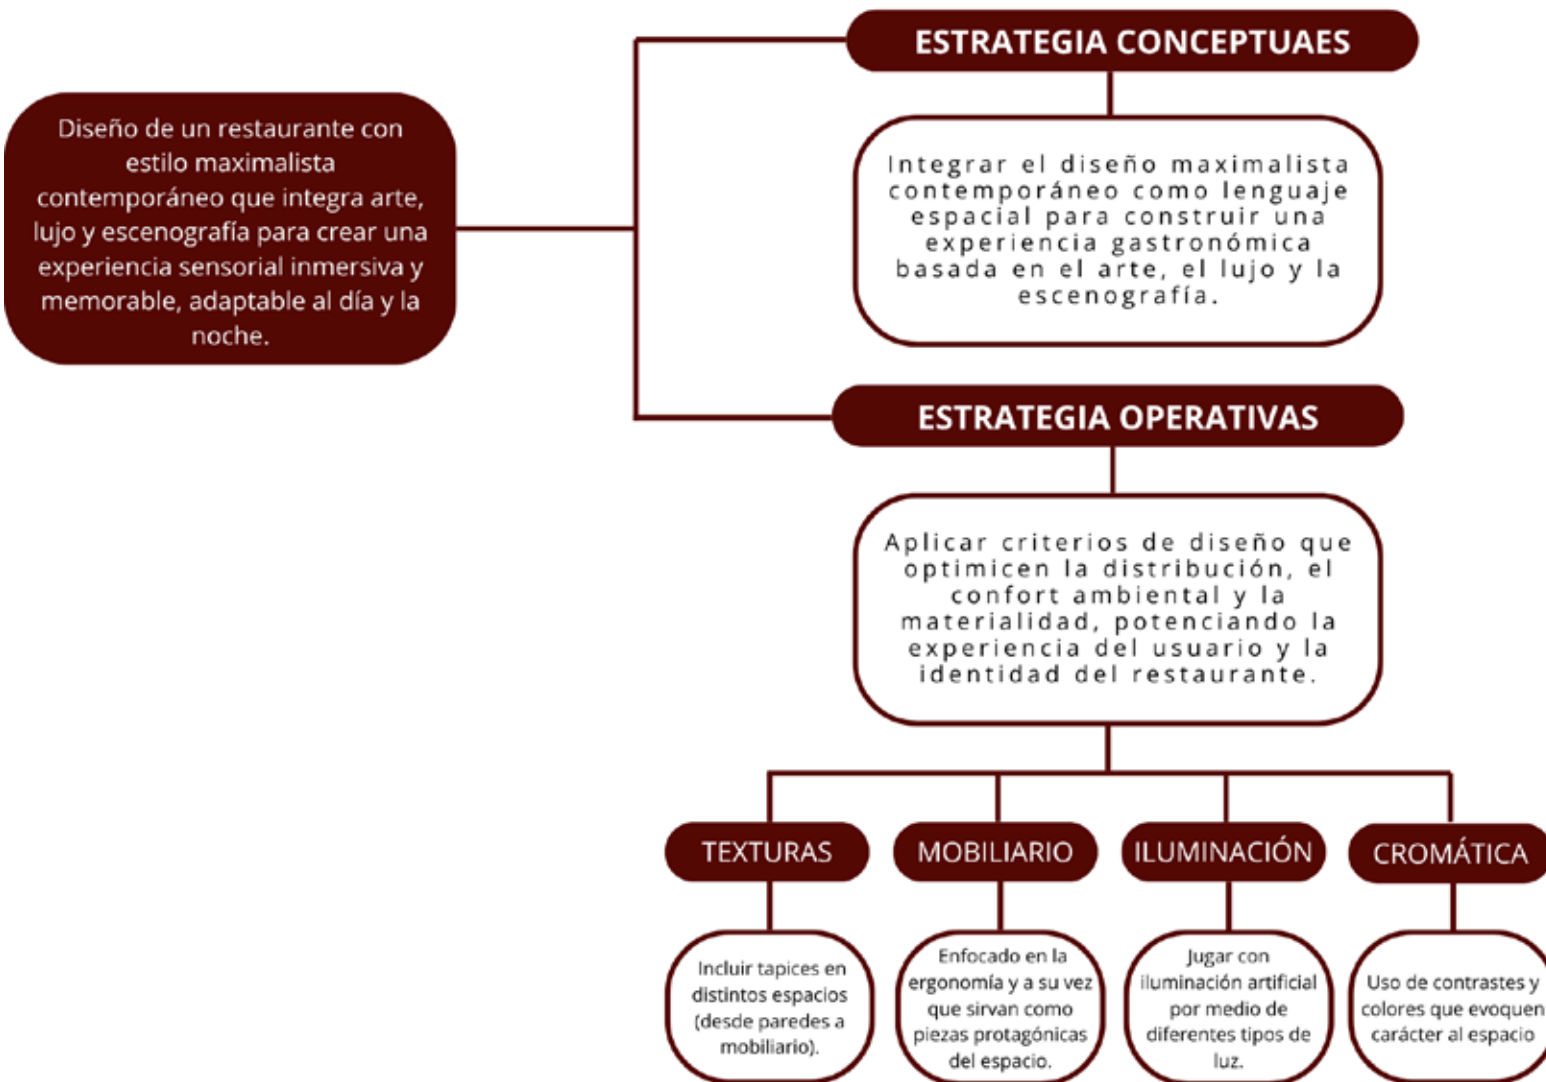 Diseño de un restaurante con
estilo maximalista
contemporáneo que integra arte,
lujo y escenografía para crear una
experiencia sensorial inmersiva y
memorable, adaptable al día y la
noche.
ESTRATEGIA CONCEPTUAES
Integrar el diseño maximalista
contemporáneo como lenguaje
espacial para construir una
experiencia gastronómica
basada en el arte, el lujo y la
escenografía.
ESTRATEGIA OPERATIVAS
Aplicar criterios de diseño que
optimicen la distribución, el
confort ambiental y la
materialidad, potenciando la
experiencia del usuario y la
identidad del restaurante.
TEXTURAS
Incluir tapices en
distintos espacios
(desde paredes a
mobiliario).
MOBILIARIO
Enfocado en la
ergonomía y a su vez
que sirvan como
piezas protagónicas
del espacio.
ILUMINACIÓN
Jugar con
iluminación artificial
por medio de
diferentes tipos de
luz.
CROMÁTICA
Uso de contrastes y
colores que evoquen
carácter al espacio